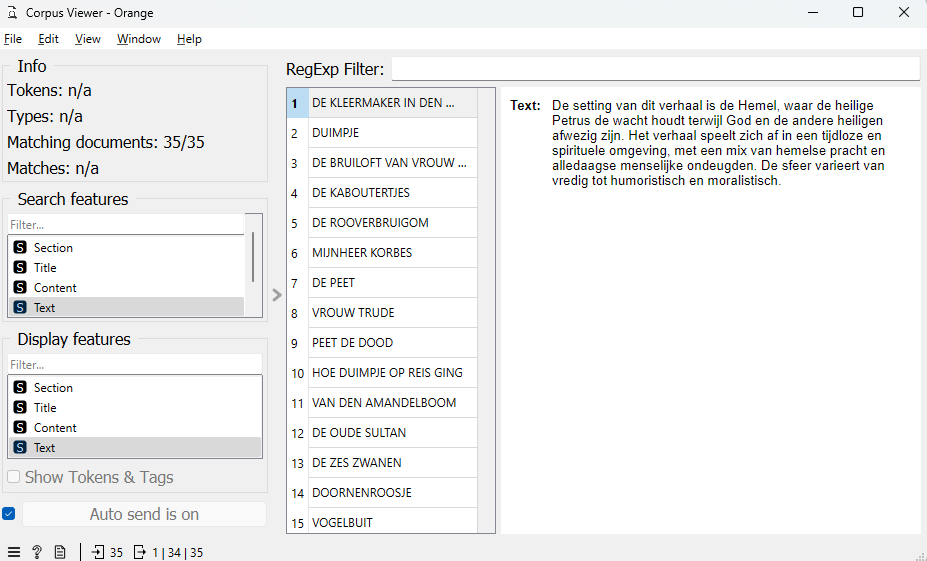 Corpus Viewer - Orange
File Edit View Window Help
Info
Tokens: n/a
Types: n/a
Matching documents: 35/35
Matches: n/a
Search features
Filter...
S Section
S Title
S Content
S Text
Display features
Filter...
S Section
S Title
S Content
S Text
Show Tokens & Tags
Auto send is on
? 35 1 | 34 | 35
RegExp Filter:
1 DE KLEERMAKER IN DEN ...
2 DUIMPJE
3 DE BRUILOFT VAN VROUW ...
4 DE KABOUTERTJES
5 DE ROOVERBRUIGOM
6 MIJNHEER KORBES
7 DE PEET
8 VROUW TRUDE
9 PEET DE DOOD
10 HOE DUIMPJE OP REIS GING
11 VAN DEN AMANDELBOOM
12 DE OUDE SULTAN
13 DE ZES ZWANEN
14 DOORNENROOSJE
15 VOGELBUIT
Text: De setting van dit verhaal is de Hemel, waar de heilige
Petrus de wacht houdt terwijl God en de andere heiligen
afwezig zijn. Het verhaal speelt zich af in een tijdloze en
spirituele omgeving, met een mix van hemelse pracht en
alledaagse menselijke ondeugden. De sfeer varieert van
vredig tot humoristisch en moralistisch.